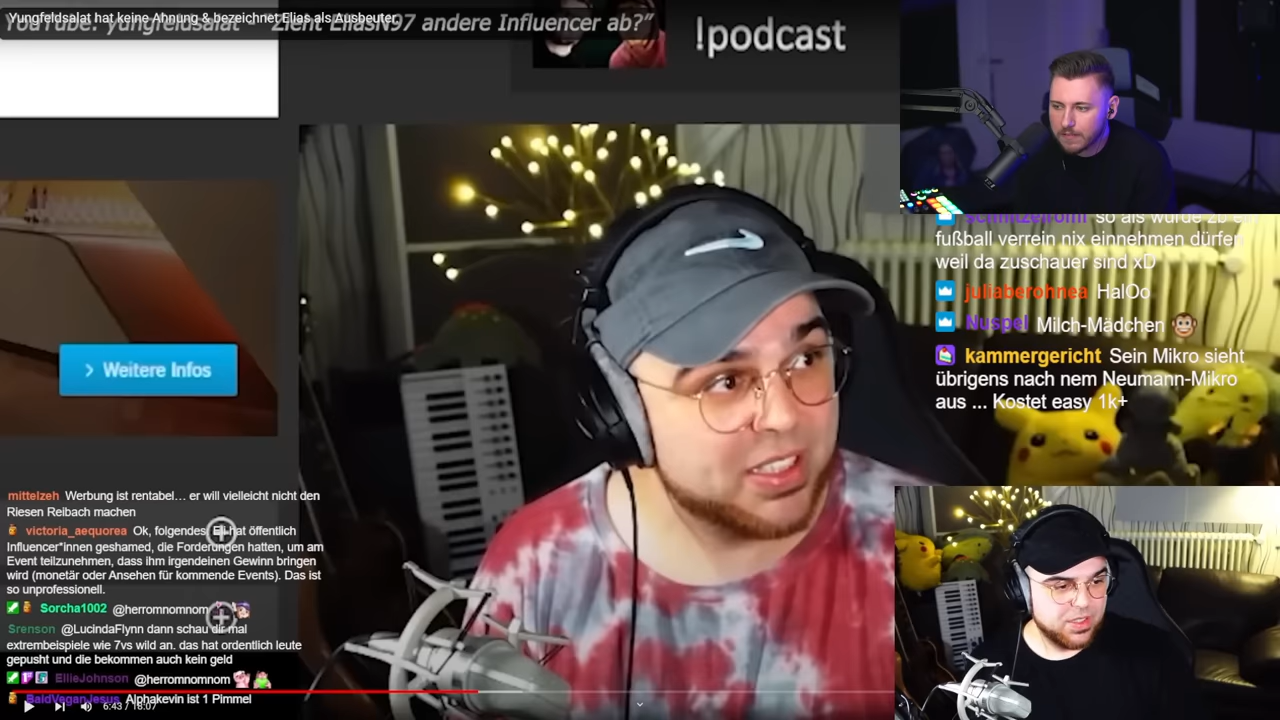 Yungfeldsalat hat keine Ahnung & bezeichnet Elias als Ausbeuter.
YouTube: yungfeldsalat "Zieht EliasN97 andere Influencer ab?"
!podcast
schnitzelromi so als würde zb ein
fußball verrein nix einnehmen dürfen
weil da zuschauer sind xD
juliaberohnea HalOo
Nuspel Milch-Mädchen
kammergericht Sein Mikro sieht
übrigens nach nem Neumann-Mikro
aus ... Kostet easy 1k+
> Weitere Infos
mittelzeh Werbung ist rentabel… er will vielleicht nicht den
Riesen Reibach machen
victoria_aequorea Ok, folgendes: Eli hat öffentlich
Influencer*innen geshamed, die Forderungen hatten, um am
Event teilzunehmen, dass ihm irgendeinen Gewinn bringen
wird (monetär oder Ansehen für kommende Events). Das ist
so unprofessionell.
Sorcha1002 @herromnomnom
Srenson @LucindaFlynn dann schau dir mal
extrembeispiele wie 7vs wild an. das hat ordentlich leute
gepusht und die bekommen auch kein geld
EllieJohnson @herromnomnom
BaldVeganJesus Alphakevin ist 1 Pimmel
6:43 / 16:07